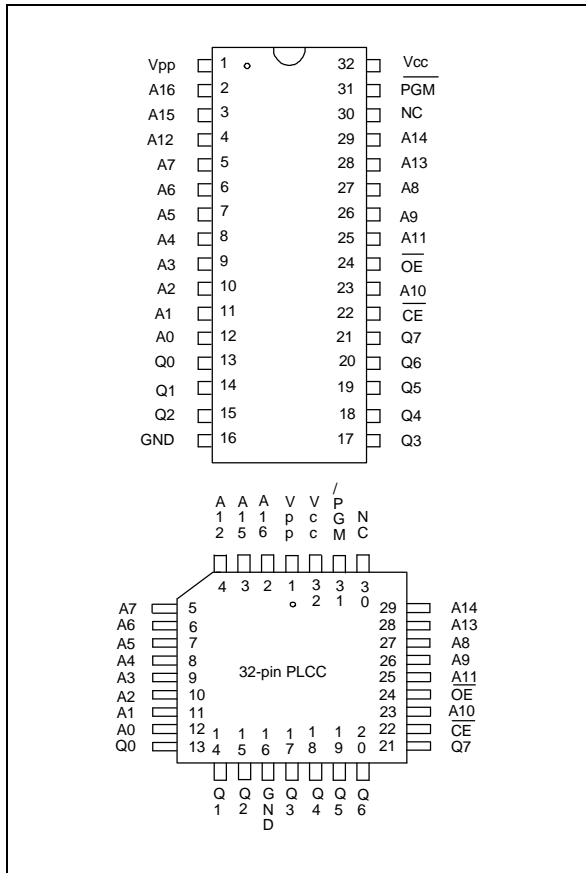 Vpp 1 32 Vcc
A16 2 31 PGM
A15 3 30 NC
A12 4 29 A14
A7 5 28 A13
A6 6 27 A8
A5 7 26 A9
A4 8 25 A11
A3 9 24 OE
A2 10 23 A10
A1 11 22 CE
A0 12 21 Q7
Q0 13 20 Q6
Q1 14 19 Q5
Q2 15 18 Q4
GND 16 17 Q3
A12 A15 A16 Vpp Vcc /PGM NC
4 3 2 1 32 31 30
A7 5 29 A14
A6 6 28 A13
A5 7 27 A8
A4 8 26 A9
A3 9 25 A11
A2 10 24 OE
A1 11 23 A10
A0 12 22 CE
Q0 13 21 Q7
32-pin PLCC
14 15 16 17 18 19 20
Q1 Q2 GND Q3 Q4 Q5 Q6